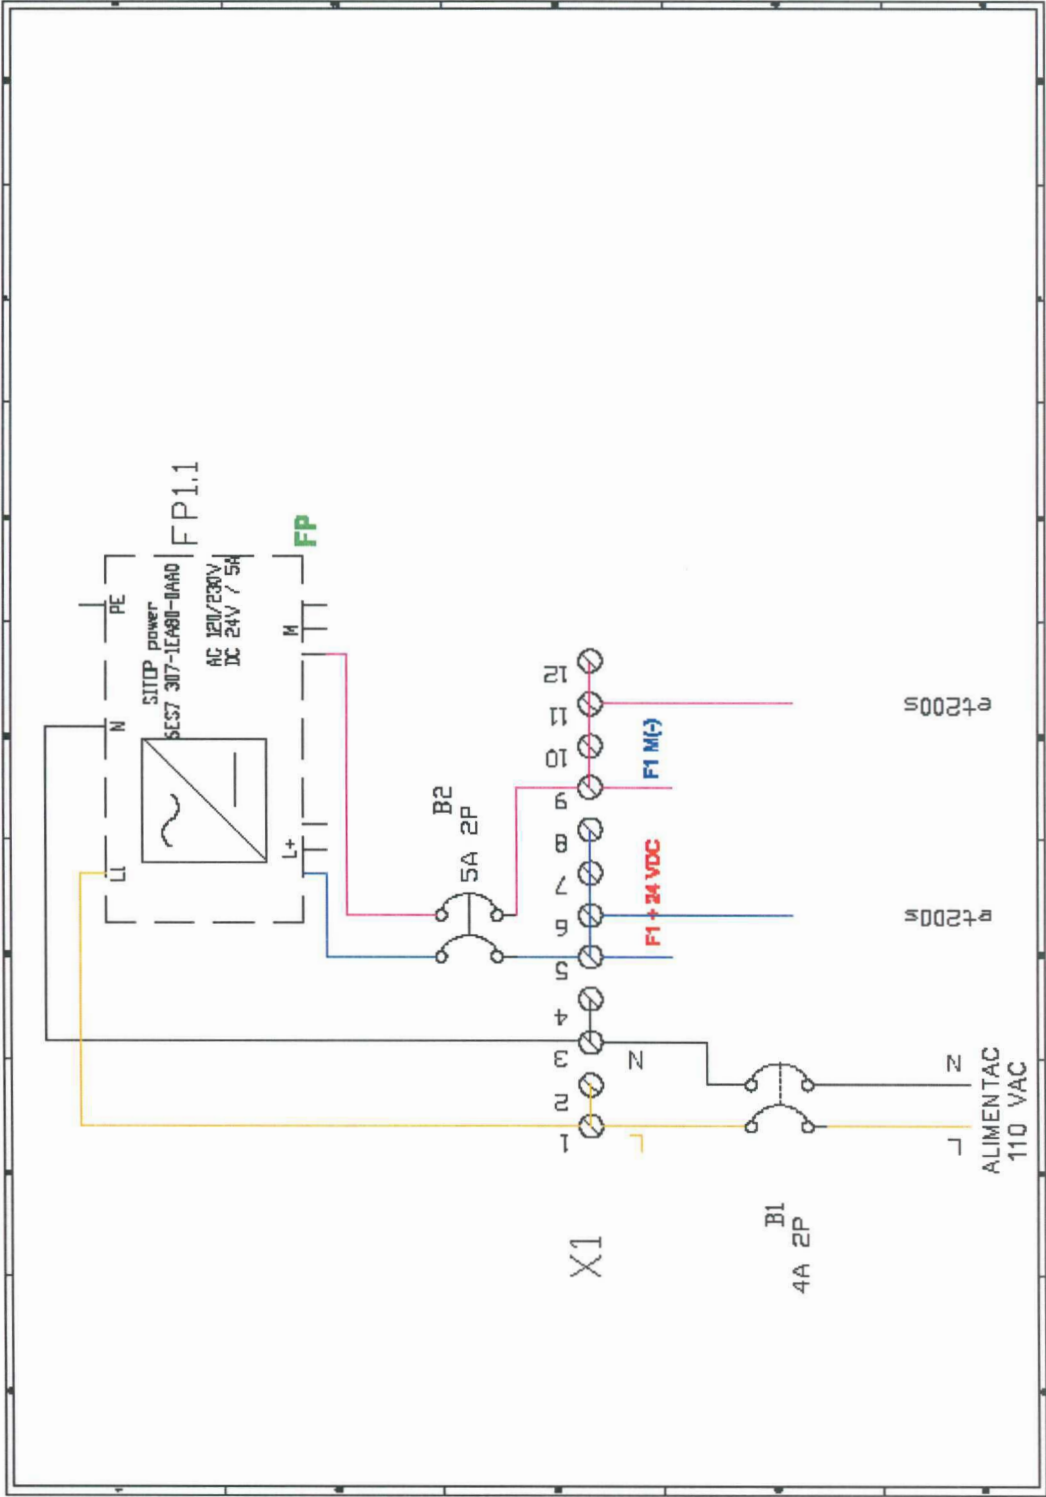 FP1.1
FP
PE
N
L1
SITOP power
6ES7 307-1EA80-0AA0
AC 120/230V
DC 24V / 5A
M
L+
B2
5A 2P
X1
1
2
3
4
5
6
7
8
9
10
11
12
L
N
F1 + 24 VDC
F1 M(-)
et200s
et200s
B1
4A 2P
L
N
ALIMENTAC
110 VAC